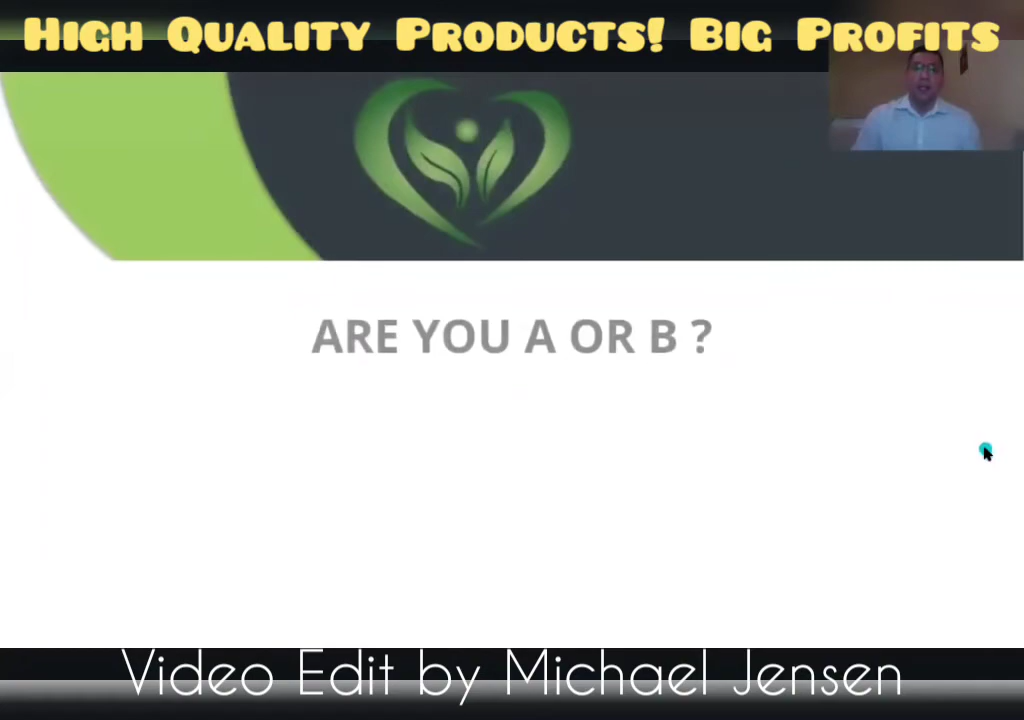 High Quality Products! Big Profits
ARE YOU A OR B ?
Video Edit by Michael Jensen